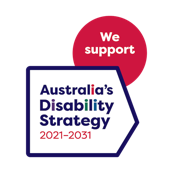 We
support
Australia's
Disability
Strategy
2021–2031